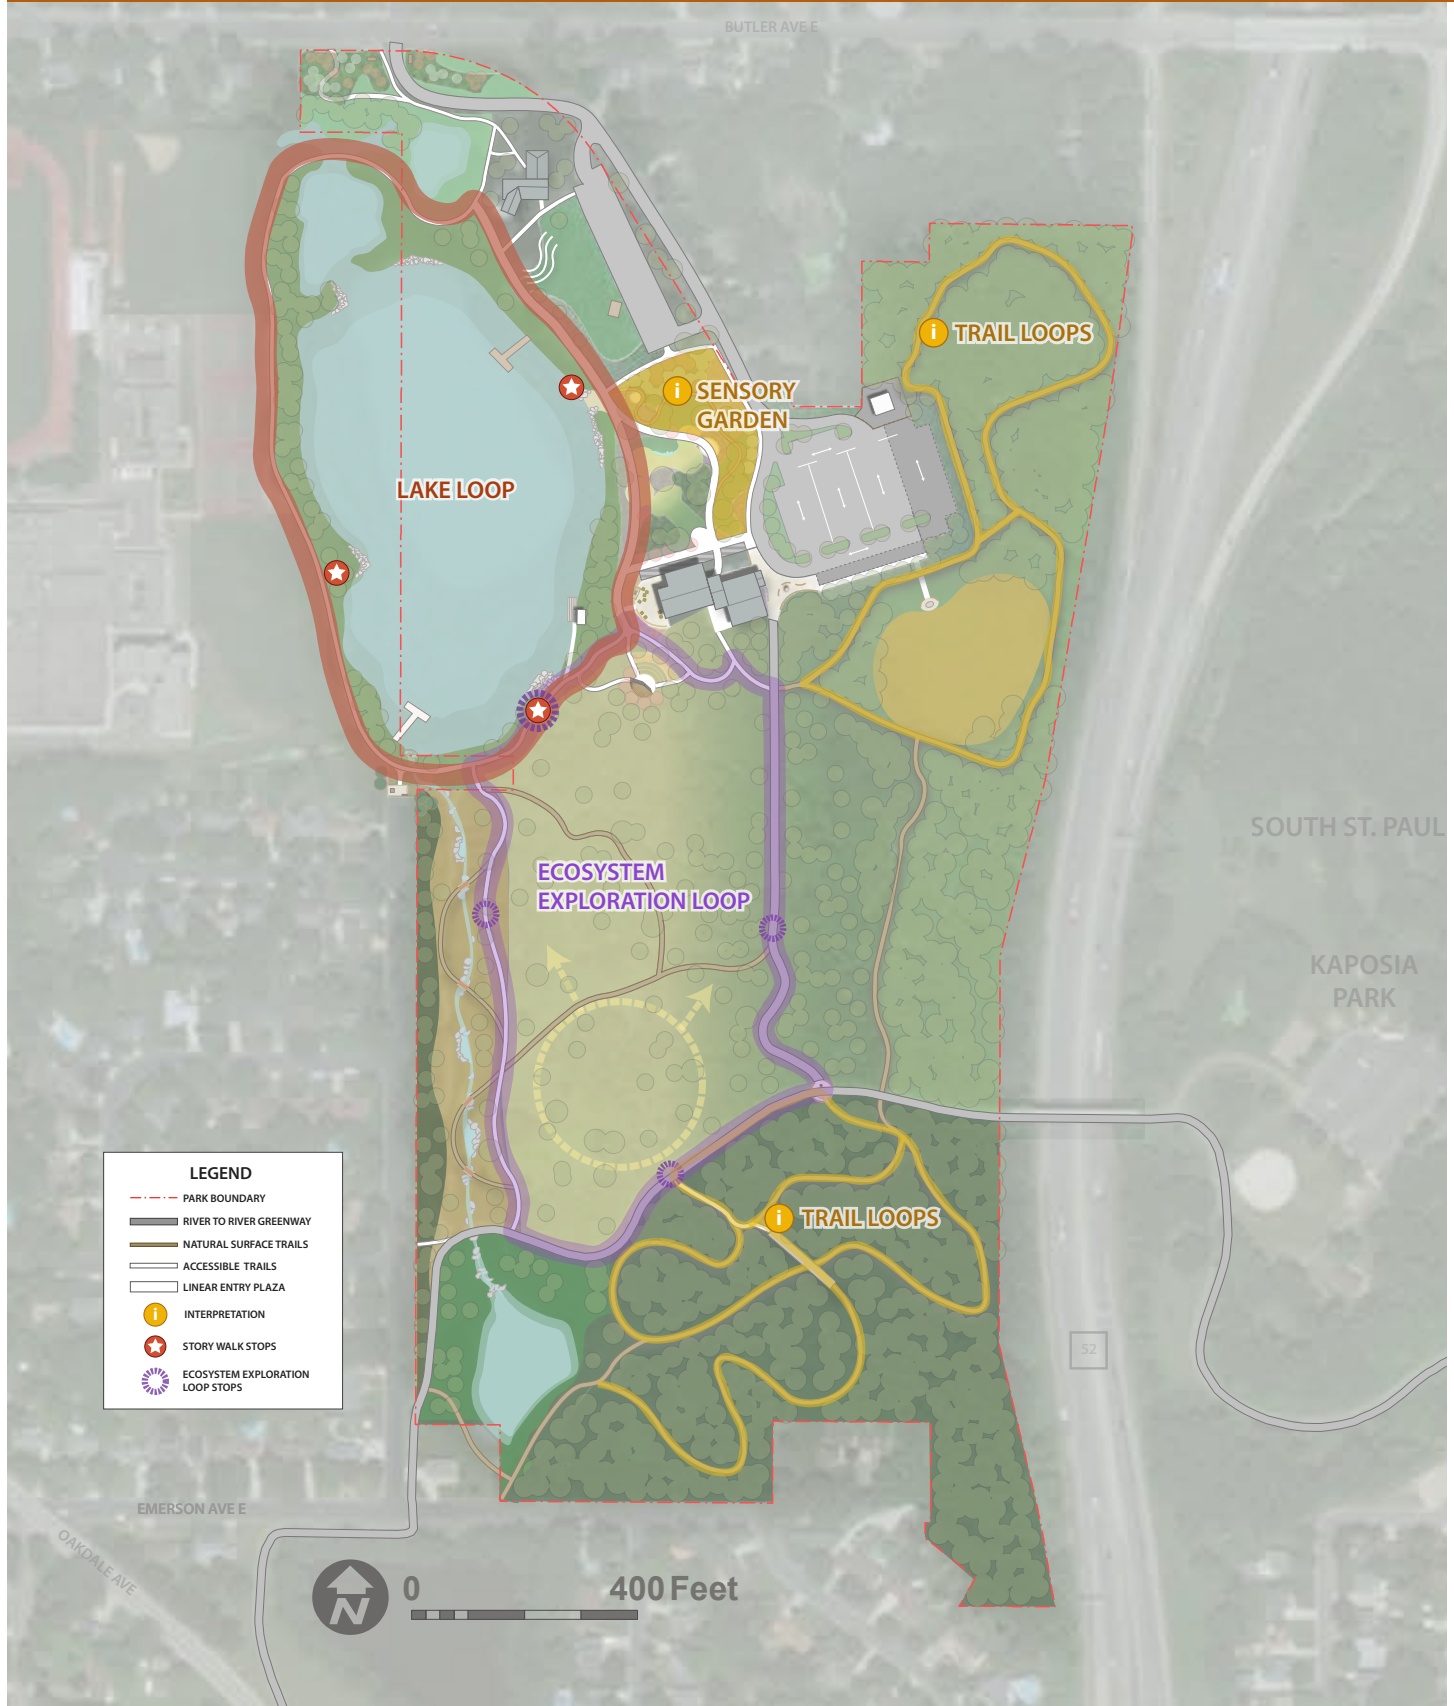 BUTLER AVE E
i TRAIL LOOPS
i SENSORY
GARDEN
LAKE LOOP
SOUTH ST. PAUL
ECOSYSTEM
EXPLORATION LOOP
KAPOSIA
PARK
LEGEND
PARK BOUNDARY
RIVER TO RIVER GREENWAY
NATURAL SURFACE TRAILS
ACCESSIBLE TRAILS
LINEAR ENTRY PLAZA
i INTERPRETATION
STORY WALK STOPS
ECOSYSTEM EXPLORATION
LOOP STOPS
i TRAIL LOOPS
52
EMERSON AVE E
OAKDALE AVE
N
0 400 Feet